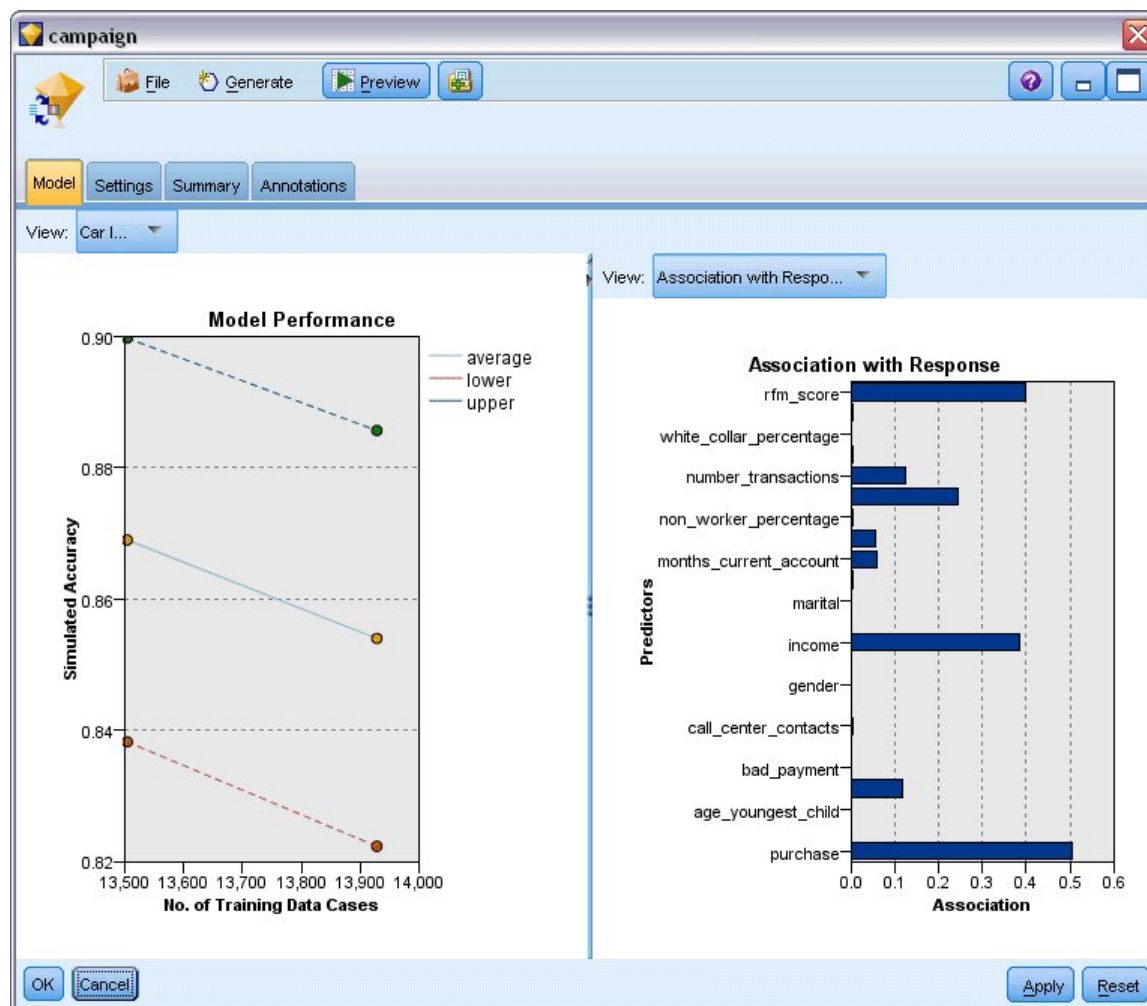 campaign
File Generate Preview
Model Settings Summary Annotations
View: Car l...
View: Association with Respo...
Model Performance
0.90
0.88
0.86
0.84
0.82
Simulated Accuracy
13,500 13,600 13,700 13,800 13,900 14,000
No. of Training Data Cases
average
lower
upper
Association with Response
Predictors
rfm_score
white_collar_percentage
number_transactions
non_worker_percentage
months_current_account
marital
income
gender
call_center_contacts
bad_payment
age_youngest_child
purchase
0.0 0.1 0.2 0.3 0.4 0.5 0.6
Association
OK Cancel Apply Reset